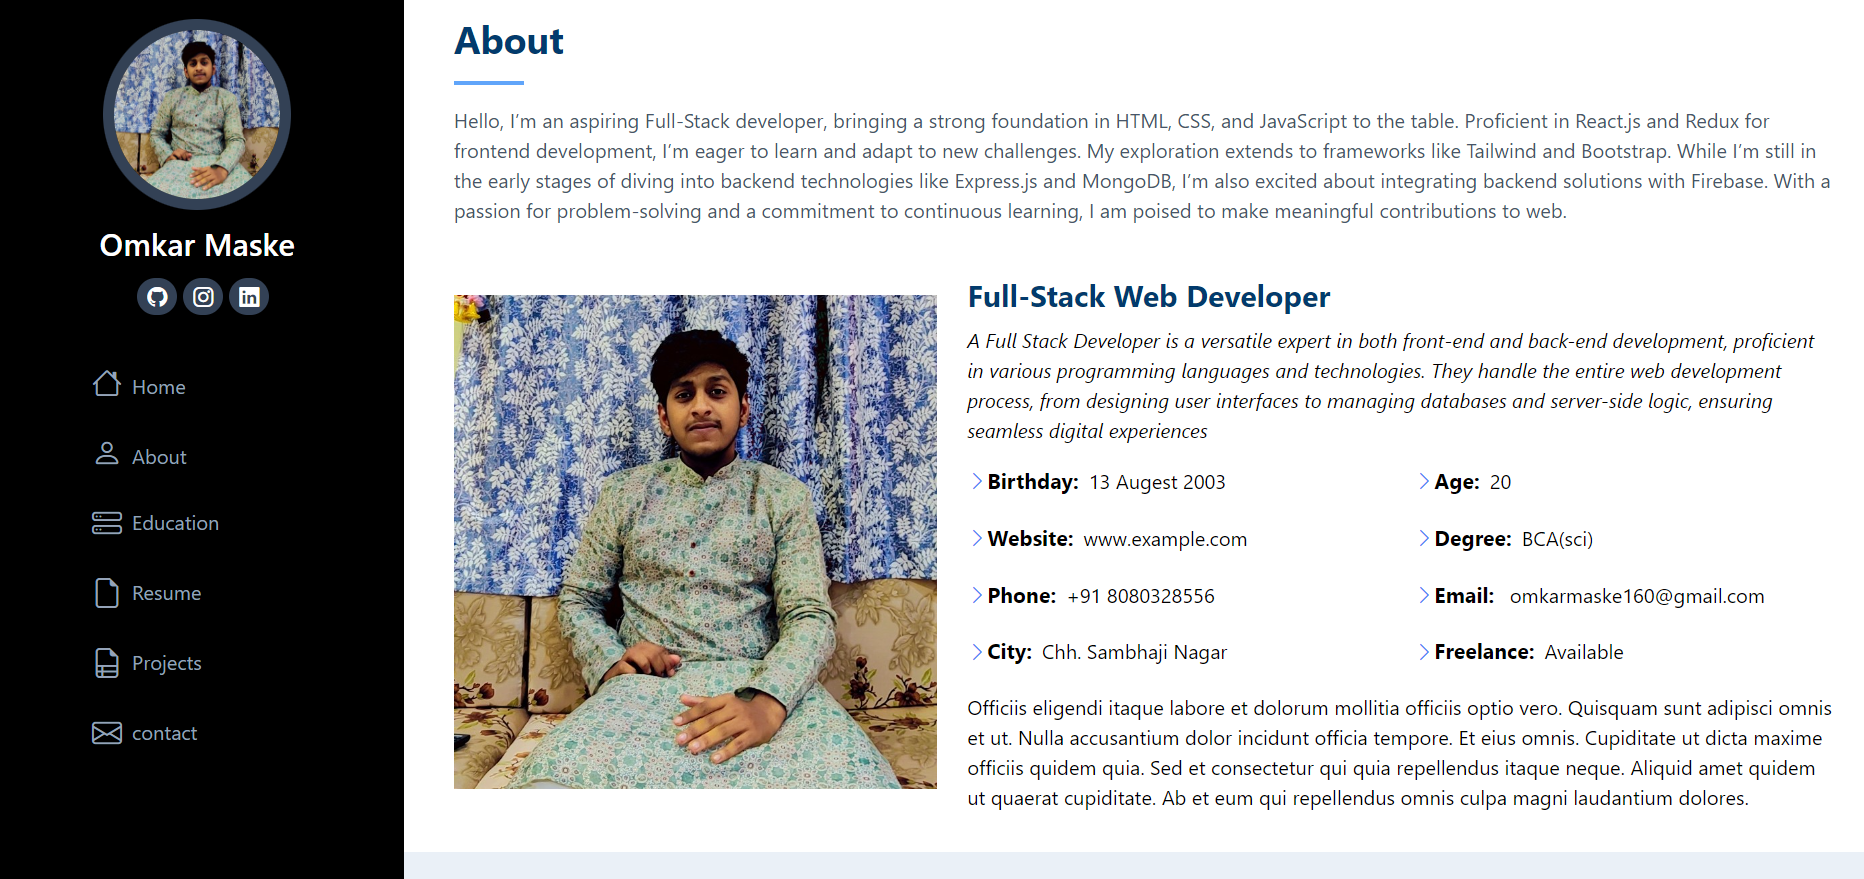 Omkar Maske
Home
About
Education
Resume
Projects
contact
About
Hello, I'm an aspiring Full-Stack developer, bringing a strong foundation in HTML, CSS, and JavaScript to the table. Proficient in React.js and Redux for
frontend development, I'm eager to learn and adapt to new challenges. My exploration extends to frameworks like Tailwind and Bootstrap. While I'm still in
the early stages of diving into backend technologies like Express.js and MongoDB, I'm also excited about integrating backend solutions with Firebase. With a
passion for problem-solving and a commitment to continuous learning, I am poised to make meaningful contributions to web.
Full-Stack Web Developer
A Full Stack Developer is a versatile expert in both front-end and back-end development, proficient
in various programming languages and technologies. They handle the entire web development
process, from designing user interfaces to managing databases and server-side logic, ensuring
seamless digital experiences
Birthday: 13 Augest 2003
Age: 20
Website: www.example.com
Degree: BCA(sci)
Phone: +91 8080328556
Email: omkarmaske160@gmail.com
City: Chh. Sambhaji Nagar
Freelance: Available
Officiis eligendi itaque labore et dolorum mollitia officiis optio vero. Quisquam sunt adipisci omnis
et ut. Nulla accusantium dolor incidunt officia tempore. Et eius omnis. Cupiditate ut dicta maxime
officiis quidem quia. Sed et consectetur qui quia repellendus itaque neque. Aliquid amet quidem
ut quaerat cupiditate. Ab et eum qui repellendus omnis culpa magni laudantium dolores.